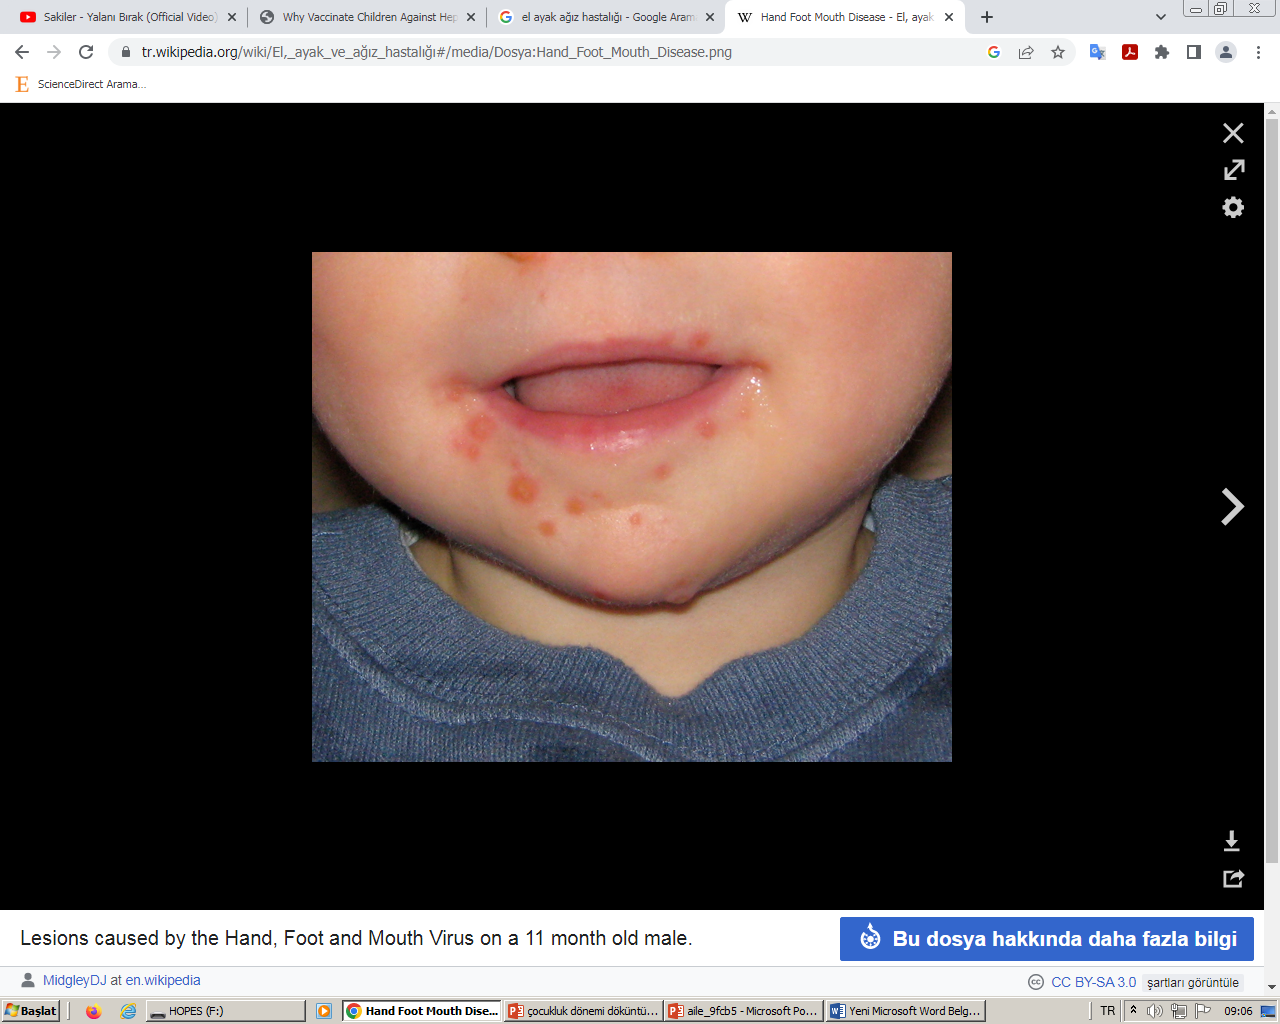 Sakiler - Yalanı Bırak (Official Video)
Why Vaccinate Children Against Hep
el ayak ağız hastalığı - Google Aram
Hand Foot Mouth Disease - El, ayak
tr.wikipedia.org/wiki/El,_ayak_ve_ağız_hastalığı#/media/Dosya:Hand_Foot_Mouth_Disease.png
ScienceDirect Arama...
Lesions caused by the Hand, Foot and Mouth Virus on a 11 month old male.
Bu dosya hakkında daha fazla bilgi
MidgleyDJ at en.wikipedia
CC BY-SA 3.0 şartları görüntüle
Başlat
HOPES (F:)
Hand Foot Mouth Dise...
çocukluk dönemi döküntü...
aile_9fcb5 - Microsoft Po...
Yeni Microsoft Word Belg...
TR
09:06